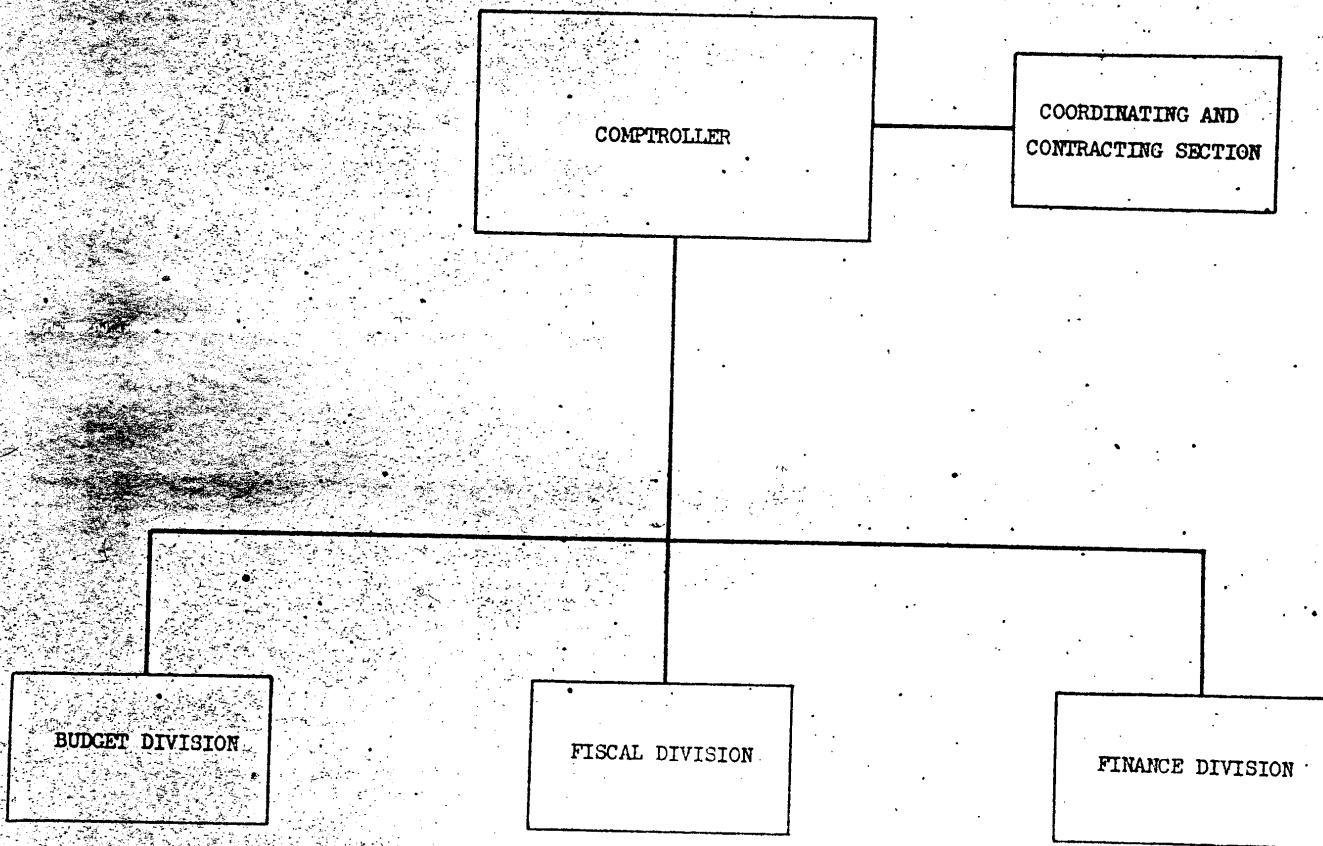 COMPTROLLER
COORDINATING AND
CONTRACTING SECTION
BUDGET DIVISION
FISCAL DIVISION
FINANCE DIVISION